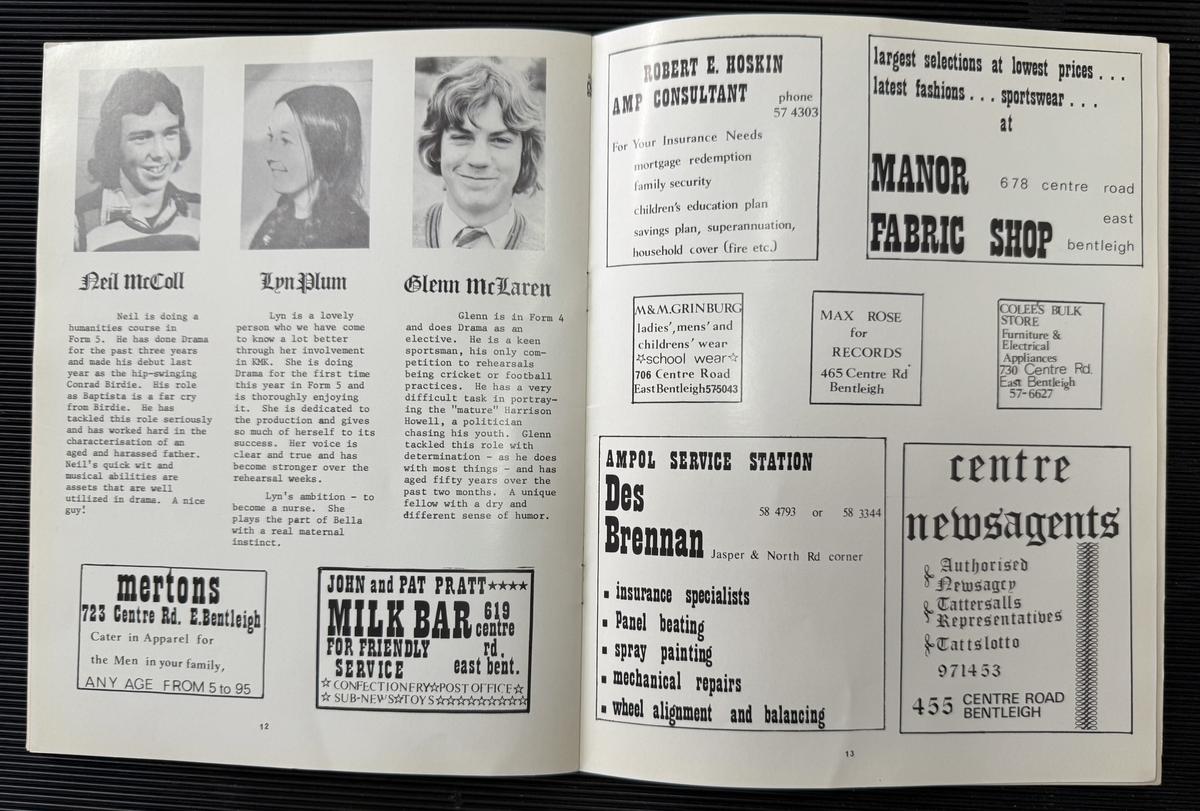 Neil McColl
Neil is doing a
humanities course in
Form 5. He has done Drama
for the past three years
and made his debut last
year as the hip-swinging
Conrad Birdie. His role
as Baptista is a far cry
from Birdie. He has
tackled this role seriously
and has worked hard in the
characterisation of an
aged and harassed father.
Neil's quick wit and
musical abilities are
assets that are well
utilized in drama. A nice
guy!
Lyn Plum
Lyn is a lovely
person who we have come
to know a lot better
through her involvement
in KMK. She is doing
Drama for the first time
this year in Form 5 and
is thoroughly enjoying
it. She is dedicated to
the production and gives
so much of herself to its
success. Her voice is
clear and true and has
become stronger over the
rehearsal weeks.
Lyn's ambition - to
become a nurse. She
plays the part of Bella
with a real maternal
instinct.
Glenn McLaren
Glenn is in Form 4
and does Drama as an
elective. He is a keen
sportsman, his only com-
petition to rehearsals
being cricket or football
practices. He has a very
difficult task in portray-
ing the "mature" Harrison
Howell, a politician
chasing his youth. Glenn
tackled this role with
determination - as he does
with most things - and has
aged fifty years over the
past two months. A unique
fellow with a dry and
different sense of humor.
mertons
723 Centre Rd. E.Bentleigh
Cater in Apparel for
the Men in your family,
ANY AGE FROM 5 to 95
JOHN and PAT PRATT★★★★
MILK BAR 619
centre
FOR FRIENDLY rd.
SERVICE east bent.
☆CONFECTIONERY☆POST OFFICE☆
☆ SUB-NEWS☆TOYS☆☆☆☆☆☆☆☆☆
12
ROBERT E. HOSKIN
AMP CONSULTANT
phone
57 4303
For Your Insurance Needs
mortgage redemption
family security
children's education plan
savings plan, superannuation,
household cover (fire etc.)
largest selections at lowest prices . . .
latest fashions . . . sportswear . . .
at
MANOR 678 centre road
FABRIC SHOP east
bentleigh
M&M.GRINBURG
ladies', mens' and
childrens' wear
☆school wear☆
706 Centre Road
East Bentleigh 575043
MAX ROSE
for
RECORDS
465 Centre Rd
Bentleigh
COLEE'S BULK
STORE
Furniture &
Electrical
Appliances
730 Centre Rd.
East Bentleigh
57-6627
AMPOL SERVICE STATION
Des
Brennan
58 4793 or 58 3344
Jasper & North Rd corner
▪ insurance specialists
▪ Panel beating
▪ spray painting
▪ mechanical repairs
▪ wheel alignment and balancing
centre
newsagents
Authorised
Newsagcy
Tattersalls
Representatives
Tattslotto
971453
455 CENTRE ROAD
BENTLEIGH
13